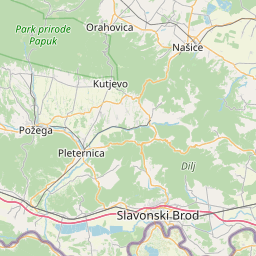 Orahovica
Park prirode
Papuk
Našice
Kutjevo
Požega
Pleternica
Dilj
Slavonski Brod